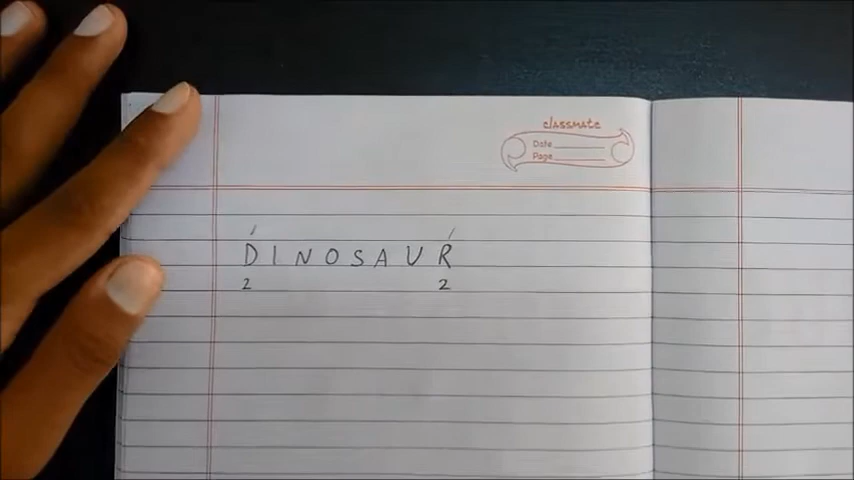 classmate
Date
Page
DINOSAUR
2 2